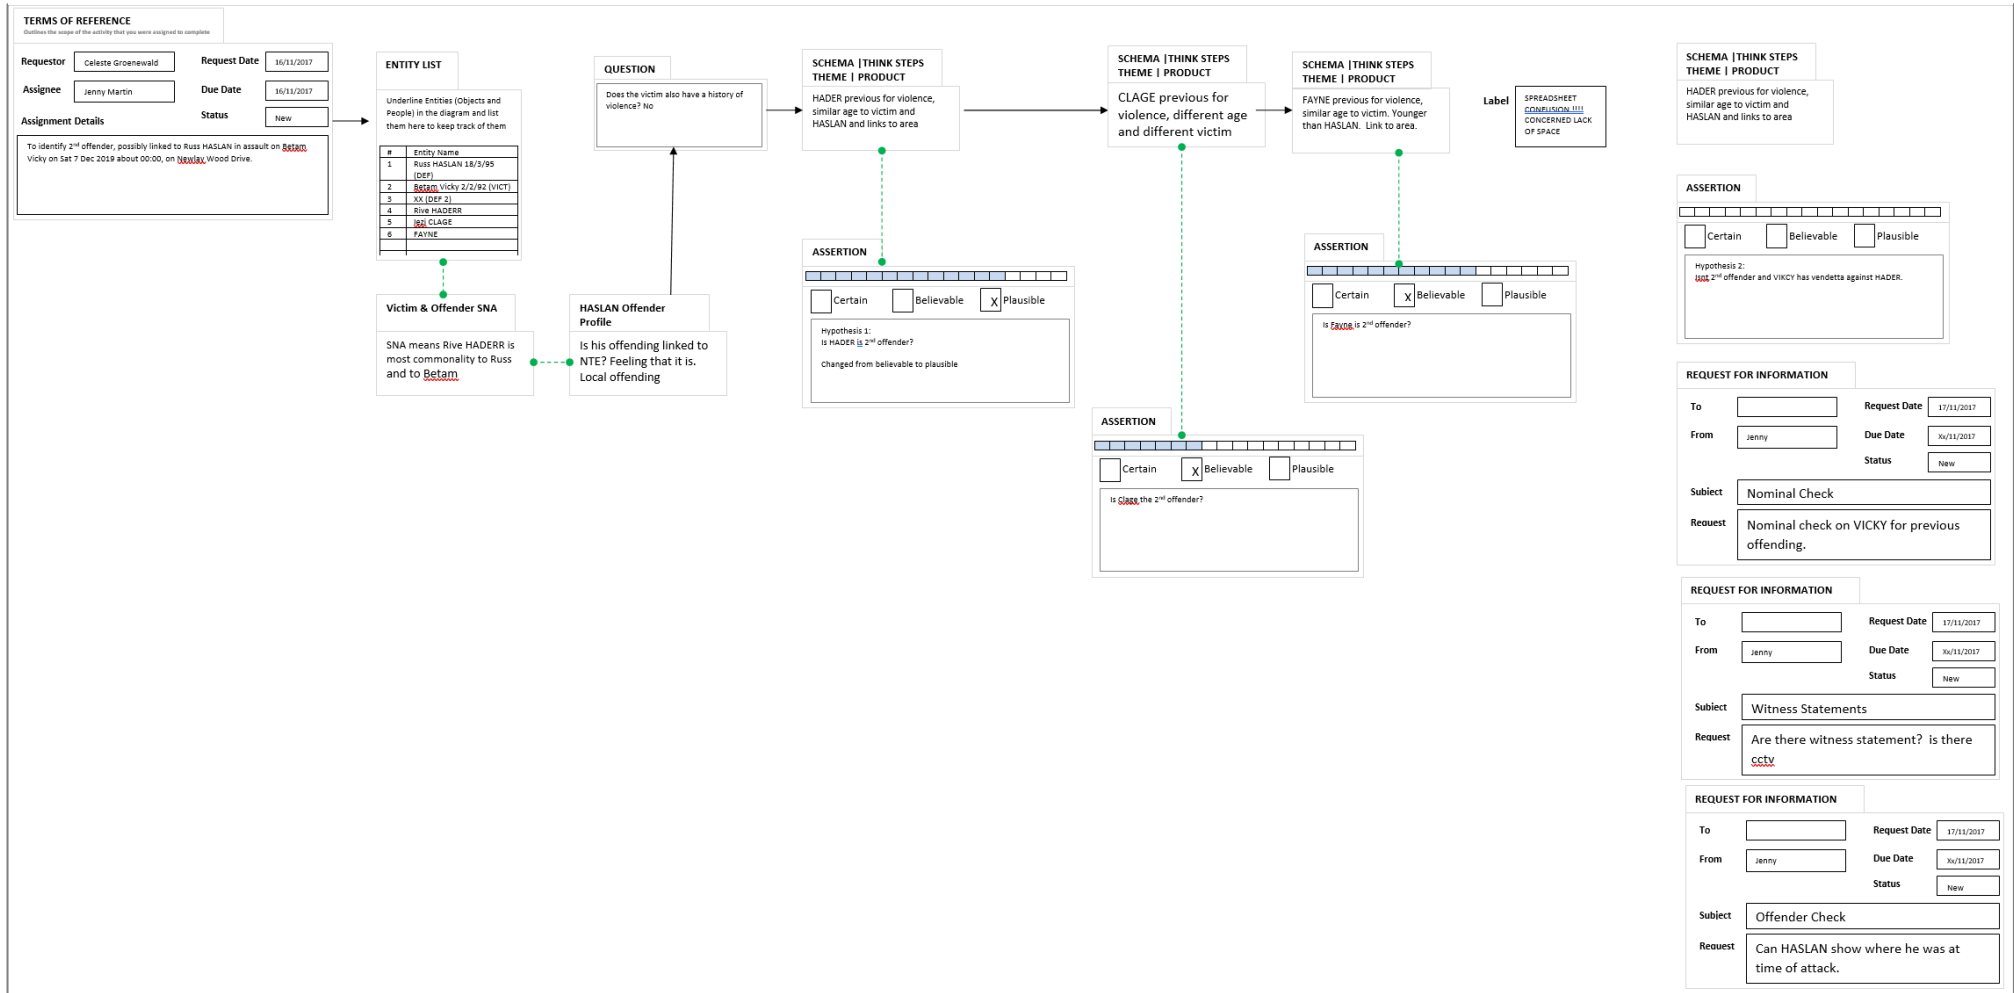 TERMS OF REFERENCE
Outlines the scope of the activity that you were assigned to complete
Requestor
Celeste Groenewald
Request Date
16/11/2017
Assignee
Jenny Martin
Due Date
16/11/2017
Status
New
Assignment Details
To identify 2nd offender, possibly linked to Russ HASLAN in assault on Betam
Vicky on Sat 7 Dec 2019 about 00:00, on Newlay Wood Drive.
ENTITY LIST
Underline Entities (Objects and
People) in the diagram and list
them here to keep track of them
# Entity Name
1 Russ HASLAN 18/3/95
(DEF)
2 Betam Vicky 2/2/92 (VICT)
3 XX (DEF 2)
4 Rive HADERR
5 Jezi CLAGE
6 FAYNE
Victim & Offender SNA
SNA means Rive HADERR is
most commonality to Russ
and to Betam
HASLAN Offender
Profile
Is his offending linked to
NTE? Feeling that it is.
Local offending
QUESTION
Does the victim also have a history of
violence? No
SCHEMA |THINK STEPS
THEME | PRODUCT
HADER previous for violence,
similar age to victim and
HASLAN and links to area
ASSERTION
Certain
Believable
X Plausible
Hypothesis 1:
Is HADER is 2nd offender?
Changed from believable to plausible
SCHEMA |THINK STEPS
THEME | PRODUCT
CLAGE previous for
violence, different age
and different victim
ASSERTION
Certain
X Believable
Plausible
Is Clage the 2nd offender?
SCHEMA |THINK STEPS
THEME | PRODUCT
FAYNE previous for violence,
similar age to victim. Younger
than HASLAN.  Link to area.
ASSERTION
Certain
X Believable
Plausible
Is Fayne is 2nd offender?
Label
SPREADSHEET
CONFUSION !!!!
CONCERNED LACK
OF SPACE
SCHEMA |THINK STEPS
THEME | PRODUCT
HADER previous for violence,
similar age to victim and
HASLAN and links to area
ASSERTION
Certain
Believable
Plausible
Hypothesis 2:
Isnt 2nd offender and VIKCY has vendetta against HADER.
REQUEST FOR INFORMATION
To
Request Date
17/11/2017
From
Jenny
Due Date
Xx/11/2017
Status
New
Subject
Nominal Check
Request
Nominal check on VICKY for previous
offending.
REQUEST FOR INFORMATION
To
Request Date
17/11/2017
From
Jenny
Due Date
Xx/11/2017
Status
New
Subject
Witness Statements
Request
Are there witness statement?  is there
cctv
REQUEST FOR INFORMATION
To
Request Date
17/11/2017
From
Jenny
Due Date
Xx/11/2017
Status
New
Subject
Offender Check
Request
Can HASLAN show where he was at
time of attack.